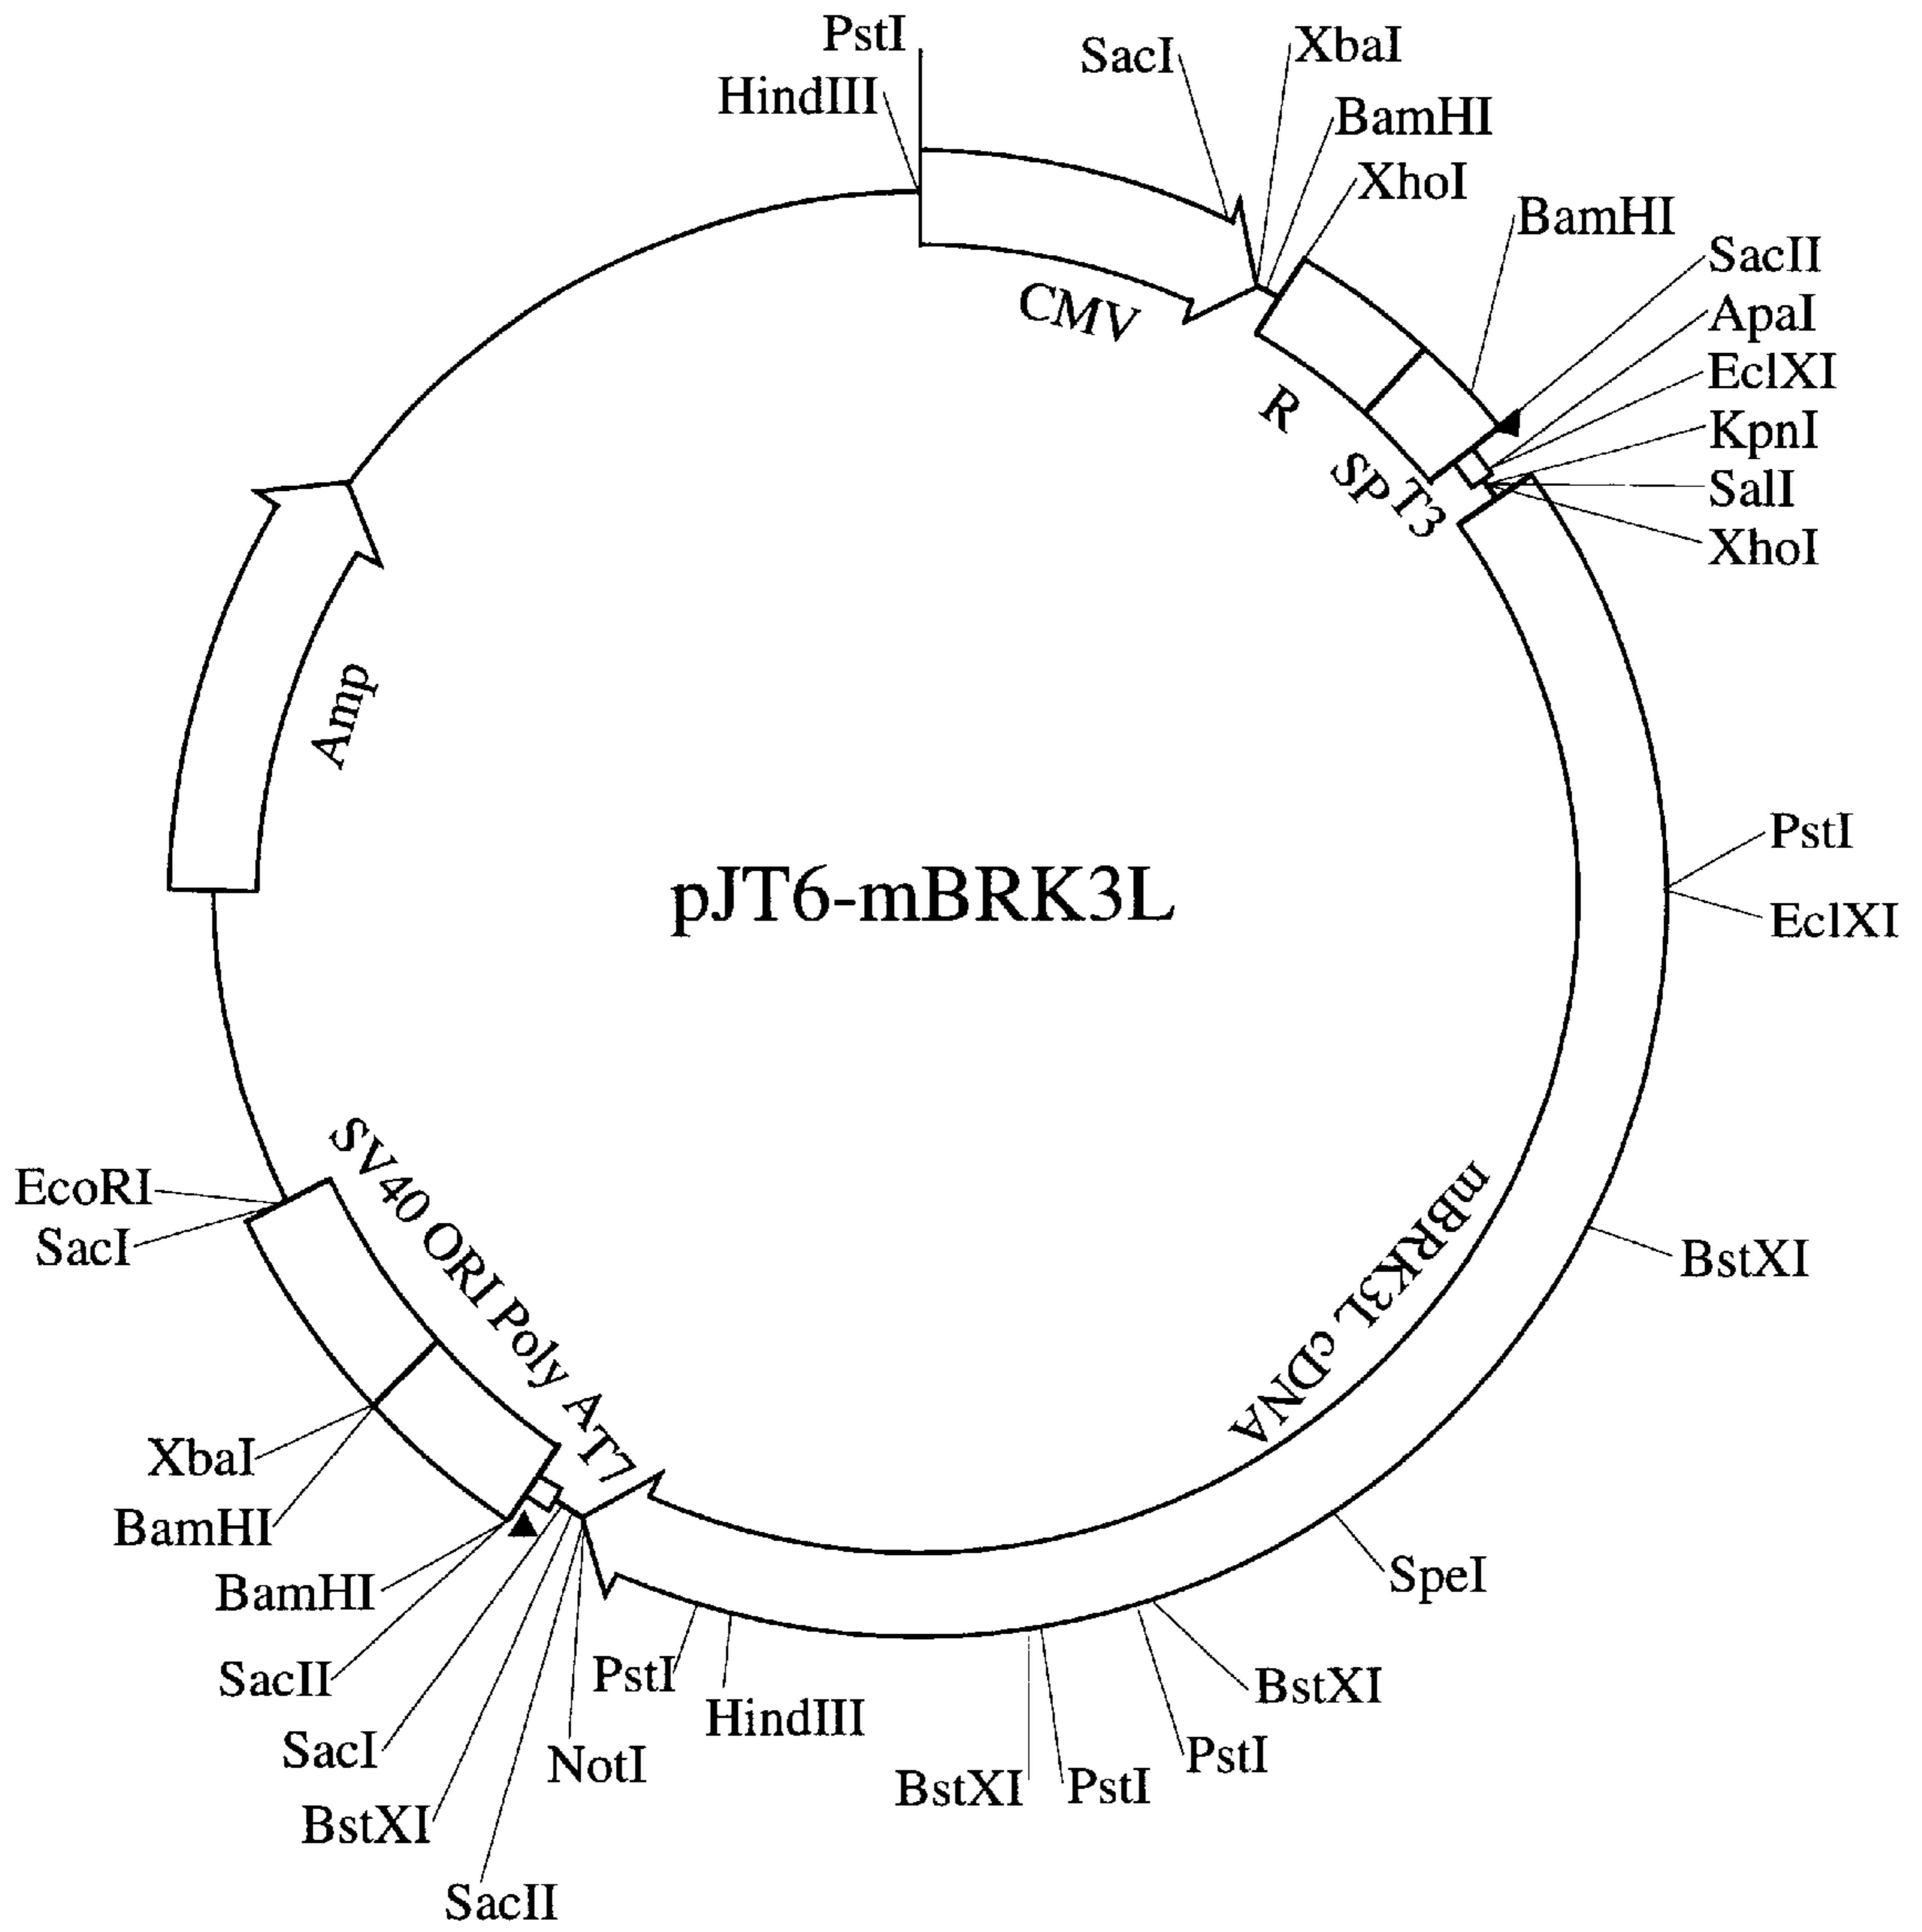 PstI
HindIII
SacI
XbaI
BamHI
XhoI
BamHI
SacII
ApaI
EclXI
KpnI
SalI
XhoI
CMV
R
SP T3
Amp
pJT6-mBRK3L
PstI
EclXI
BstXI
mBRK3L cDNA
SpeI
BstXI
PstI
PstI
BstXI
HindIII
PstI
NotI
SacII
BstXI
SacI
SacII
BamHI
BamHI
XbaI
SacI
EcoRI
SV40 ORI Poly A T7